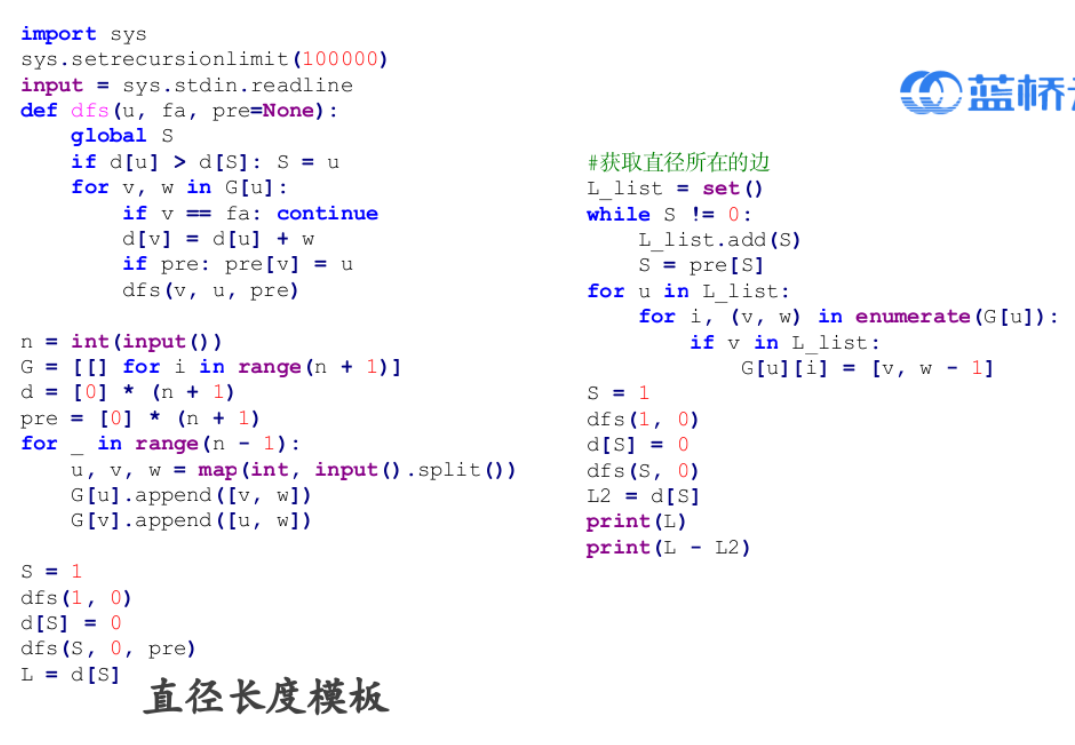 import sys
sys.setrecursionlimit(100000)
input = sys.stdin.readline
def dfs(u, fa, pre=None):
    global S
    if d[u] > d[S]: S = u
    for v, w in G[u]:
        if v == fa: continue
        d[v] = d[u] + w
        if pre: pre[v] = u
        dfs(v, u, pre)

n = int(input())
G = [[] for i in range(n + 1)]
d = [0] * (n + 1)
pre = [0] * (n + 1)
for _ in range(n - 1):
    u, v, w = map(int, input().split())
    G[u].append([v, w])
    G[v].append([u, w])

S = 1
dfs(1, 0)
d[S] = 0
dfs(S, 0, pre)
L = d[S]
直径长度模板
蓝桥
#获取直径所在的边
L_list = set()
while S != 0:
    L_list.add(S)
    S = pre[S]
for u in L_list:
    for i, (v, w) in enumerate(G[u]):
        if v in L_list:
            G[u][i] = [v, w - 1]
S = 1
dfs(1, 0)
d[S] = 0
dfs(S, 0)
L2 = d[S]
print(L)
print(L - L2)